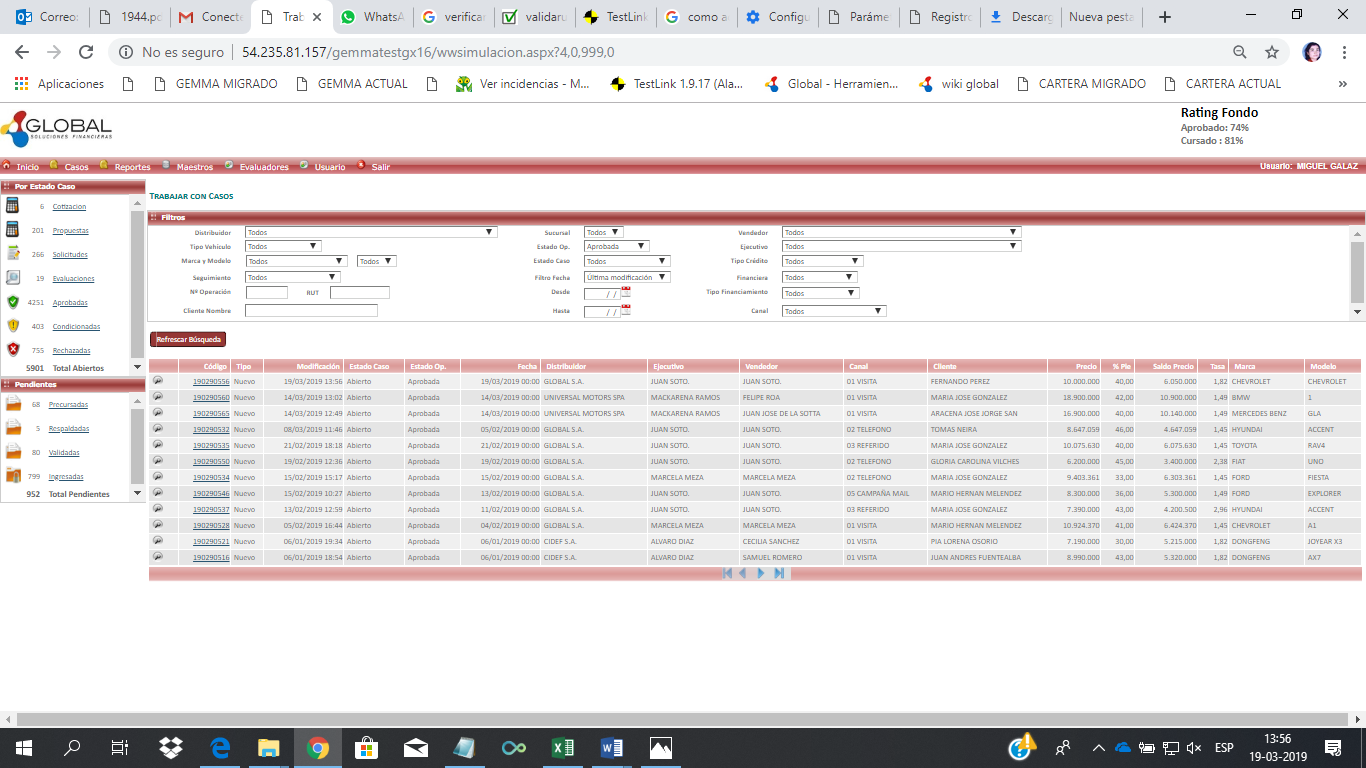 Correo: 1944.pc Conecte Trab WhatsA verificar validaru TestLink como a Configu Parámet Registro Descarg Nueva pesta
No es seguro 54.235.81.157/gemmatestgx16/wwsimulacion.aspx?4,0,999,0
Aplicaciones GEMMA MIGRADO GEMMA ACTUAL Ver incidencias - M... TestLink 1.9.17 (Ala... Global - Herramien... wiki global CARTERA MIGRADO CARTERA ACTUAL »
GLOBAL
SOLUCIONES FINANCIERAS
Rating Fondo
Aprobado: 74%
Cursado : 81%
Inicio Casos Reportes Maestros Evaluadores Usuario Salir Usuario: MIGUEL GALAZ
Por Estado Caso
6 Cotizacion
201 Propuestas
266 Solicitudes
19 Evaluaciones
4251 Aprobadas
403 Condicionadas
755 Rechazadas
5901 Total Abiertos
Pendientes
68 Precursadas
5 Respaldadas
80 Validadas
799 Ingresadas
952 Total Pendientes
TRABAJAR CON CASOS
Filtros
Distribuidor Todos Sucursal Todos Vendedor Todos
Tipo Vehículo Todos Estado Op. Aprobada Ejecutivo Todos
Marca y Modelo Todos Todos Estado Caso Todos Tipo Crédito Todos
Seguimiento Todos Filtro Fecha Última modificación Financiera Todos
Nº Operación RUT Desde / / Tipo Financiamiento Todos
Cliente Nombre Hasta / / Canal Todos
Refrescar Búsqueda
Código Tipo Modificación Estado Caso Estado Op. Fecha Distribuidor Ejecutivo Vendedor Canal Cliente Precio % Pie Saldo Precio Tasa Marca Modelo
190290556 Nuevo 19/03/2019 13:56 Abierto Aprobada 19/03/2019 00:00 GLOBAL S.A. JUAN SOTO. JUAN SOTO. 01 VISITA FERNANDO PEREZ 10.000.000 40,00 6.050.000 1,82 CHEVROLET CHEVROLET
190290560 Nuevo 14/03/2019 13:02 Abierto Aprobada 14/03/2019 00:00 UNIVERSAL MOTORS SPA MACKARENA RAMOS FELIPE ROA 01 VISITA MARIA JOSE GONZALEZ 18.900.000 42,00 10.900.000 1,49 BMW 1
190290565 Nuevo 14/03/2019 12:49 Abierto Aprobada 14/03/2019 00:00 UNIVERSAL MOTORS SPA MACKARENA RAMOS JUAN JOSE DE LA SOTTA 01 VISITA ARACENA JOSE JORGE SAN 16.900.000 40,00 10.140.000 1,49 MERCEDES BENZ GLA
190290532 Nuevo 08/03/2019 11:46 Abierto Aprobada 05/02/2019 00:00 GLOBAL S.A. JUAN SOTO. JUAN SOTO. 02 TELEFONO TOMAS NEIRA 8.647.059 46,00 4.647.059 1,45 HYUNDAI ACCENT
190290535 Nuevo 21/02/2019 18:18 Abierto Aprobada 21/02/2019 00:00 GLOBAL S.A. JUAN SOTO. JUAN SOTO. 03 REFERIDO MARIA JOSE GONZALEZ 10.075.630 40,00 6.075.630 1,45 TOYOTA RAV4
190290550 Nuevo 19/02/2019 12:36 Abierto Aprobada 19/02/2019 00:00 GLOBAL S.A. JUAN SOTO. JUAN SOTO. 02 TELEFONO GLORIA CAROLINA VILCHES 6.200.000 45,00 3.400.000 2,38 FIAT UNO
190290534 Nuevo 15/02/2019 15:17 Abierto Aprobada 15/02/2019 00:00 GLOBAL S.A. MARCELA MEZA MARCELA MEZA 02 TELEFONO MARIA JOSE GONZALEZ 9.403.361 33,00 6.303.361 1,45 FORD FIESTA
190290546 Nuevo 15/02/2019 10:27 Abierto Aprobada 13/02/2019 00:00 GLOBAL S.A. JUAN SOTO. JUAN SOTO. 05 CAMPAÑA MAIL MARIO HERNAN MELENDEZ 8.300.000 36,00 5.300.000 1,49 FORD EXPLORER
190290537 Nuevo 13/02/2019 12:59 Abierto Aprobada 11/02/2019 00:00 GLOBAL S.A. JUAN SOTO. JUAN SOTO. 03 REFERIDO MARIA JOSE GONZALEZ 7.390.000 43,00 4.200.500 2,96 HYUNDAI ACCENT
190290528 Nuevo 05/02/2019 16:44 Abierto Aprobada 04/02/2019 00:00 GLOBAL S.A. MARCELA MEZA MARCELA MEZA 01 VISITA MARIO HERNAN MELENDEZ 10.924.370 41,00 6.424.370 1,45 CHEVROLET A1
190290521 Nuevo 06/01/2019 19:34 Abierto Aprobada 06/01/2019 00:00 CIDEF S.A. ALVARO DIAZ CECILIA SANCHEZ 01 VISITA PIA LORENA OSORIO 7.190.000 30,00 5.215.000 1,82 DONGFENG JOYEAR X3
190290516 Nuevo 06/01/2019 18:54 Abierto Aprobada 06/01/2019 00:00 CIDEF S.A. ALVARO DIAZ SAMUEL ROMERO 01 VISITA JUAN ANDRES FUENTEALBA 8.990.000 43,00 5.320.000 1,82 DONGFENG AX7
ESP 13:56
19-03-2019